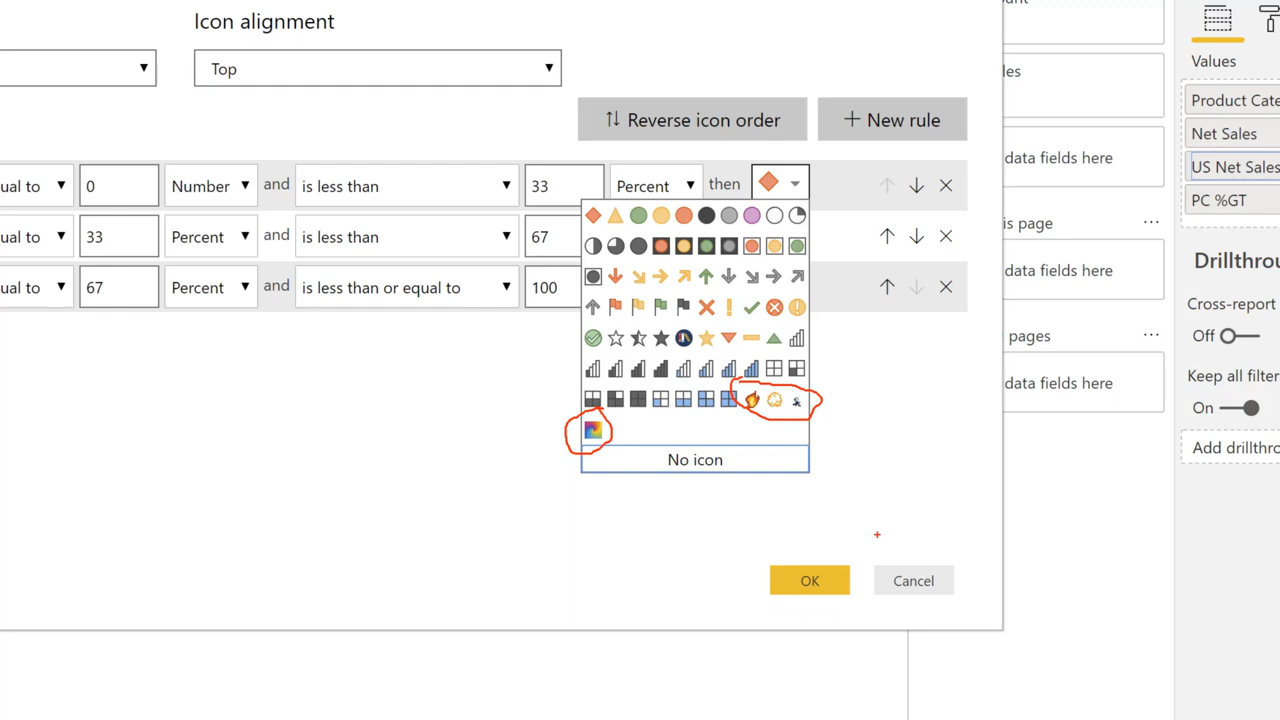 Icon alignment
Top
Reverse icon order
New rule
ual to 0 Number and is less than 33 Percent then
ual to 33 Percent and is less than 67
ual to 67 Percent and is less than or equal to 100
No icon
OK
Cancel
les
data fields here
is page
...
data fields here
pages
...
data fields here
Values
Product Cate
Net Sales
US Net Sales
PC %GT
Drillthrou
Cross-report
Off
Keep all filter
On
Add drillthro